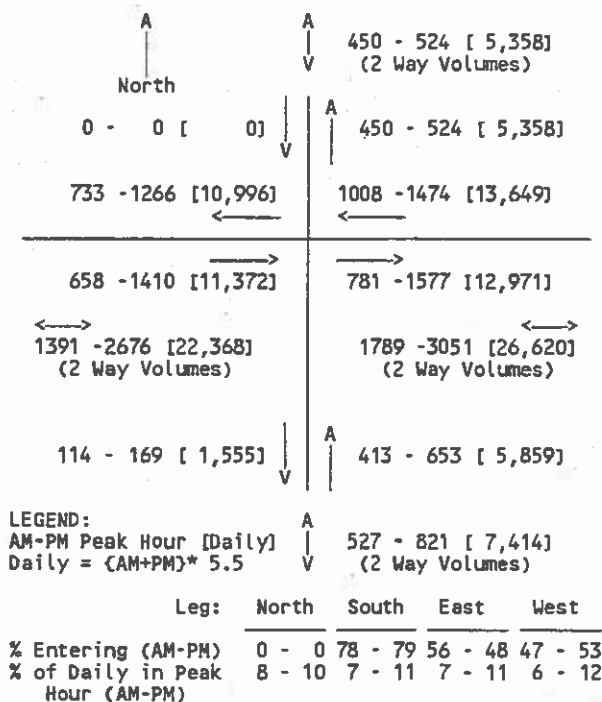 A A 450 - 524 [ 5,358]
V (2 Way Volumes)
North
0 - 0 [ 0] V A 450 - 524 [ 5,358]
733 -1266 [10,996] 1008 -1474 [13,649]
658 -1410 [11,372] 781 -1577 [12,971]
1391 -2676 [22,368] 1789 -3051 [26,620]
(2 Way Volumes) (2 Way Volumes)
114 - 169 [ 1,555] V A 413 - 653 [ 5,859]
LEGEND: A
AM-PM Peak Hour [Daily] 527 - 821 [ 7,414]
Daily = {AM+PM}* 5.5 V (2 Way Volumes)
Leg: North South East West
% Entering (AM-PM) 0 - 0 78 - 79 56 - 48 47 - 53
% of Daily in Peak 8 - 10 7 - 11 7 - 11 6 - 12
Hour (AM-PM)